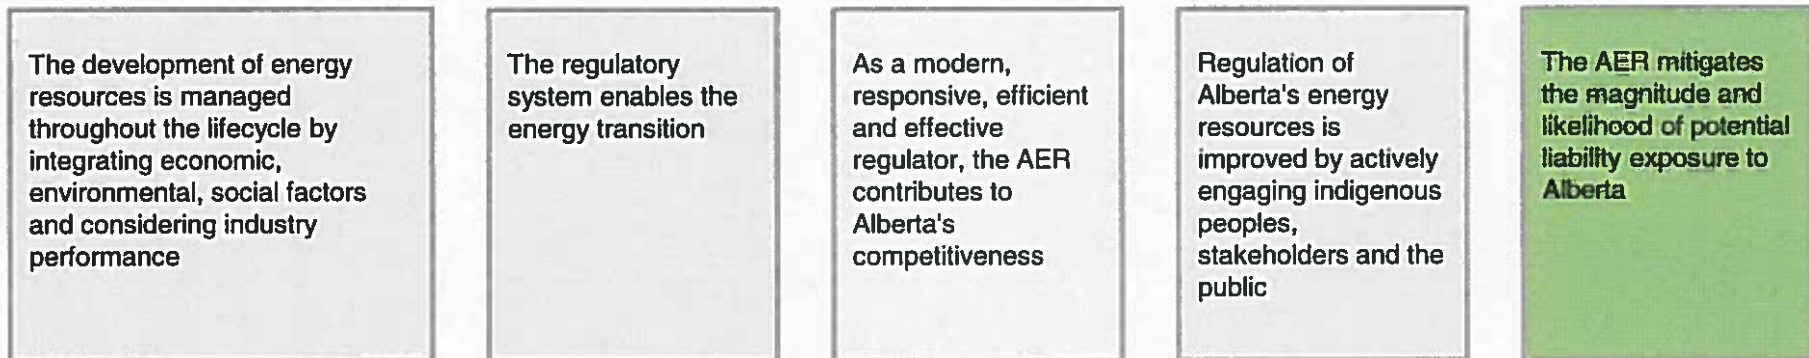 The development of energy
resources is managed
throughout the lifecycle by
integrating economic,
environmental, social factors
and considering industry
performance
The regulatory
system enables the
energy transition
As a modern,
responsive, efficient
and effective
regulator, the AER
contributes to
Alberta's
competitiveness
Regulation of
Alberta's energy
resources is
improved by actively
engaging indigenous
peoples,
stakeholders and the
public
The AER mitigates
the magnitude and
likelihood of potential
liability exposure to
Alberta